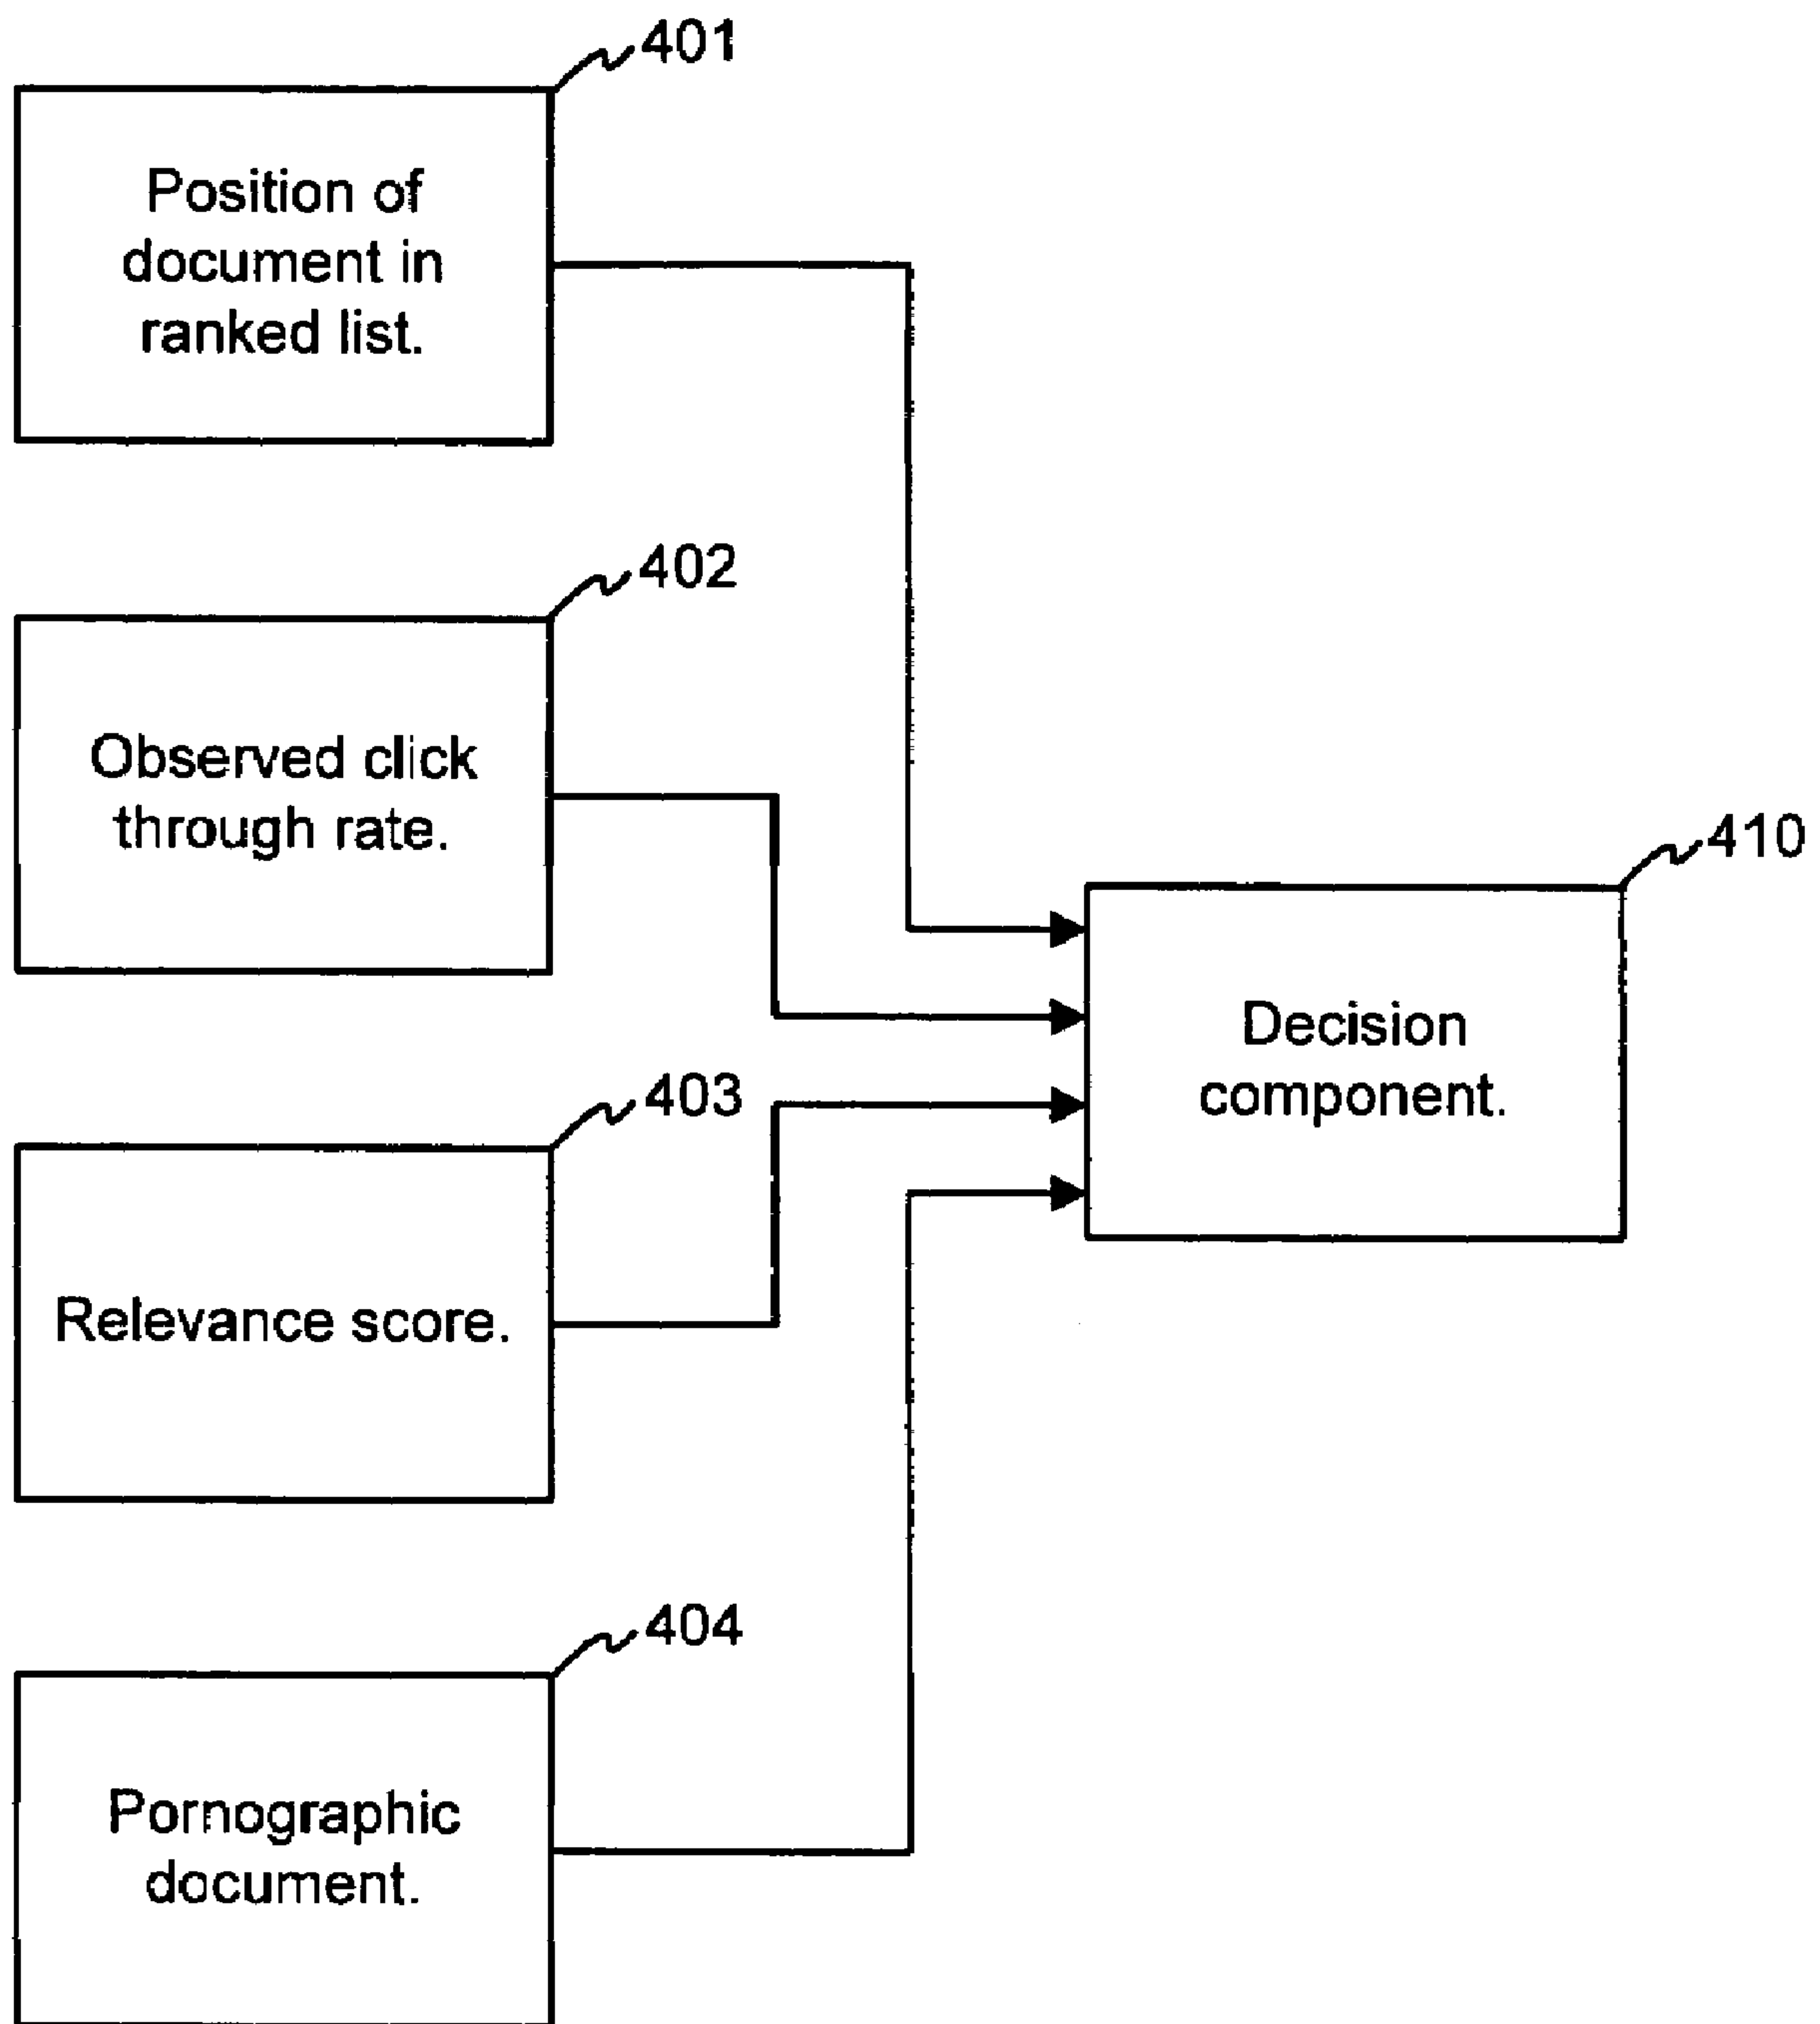 401
Position of
document in
ranked list.
402
Observed click
through rate.
410
Decision
component.
403
Relevance score.
404
Pornographic
document.